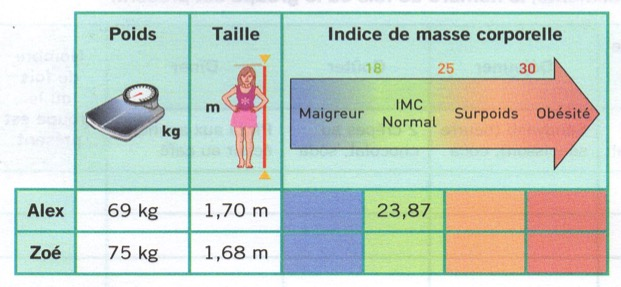 Poids Taille Indice de masse corporelle
18 25 30
kg m Maigreur IMC Normal Surpoids Obésité
Alex 69 kg 1,70 m 23,87
Zoé 75 kg 1,68 m